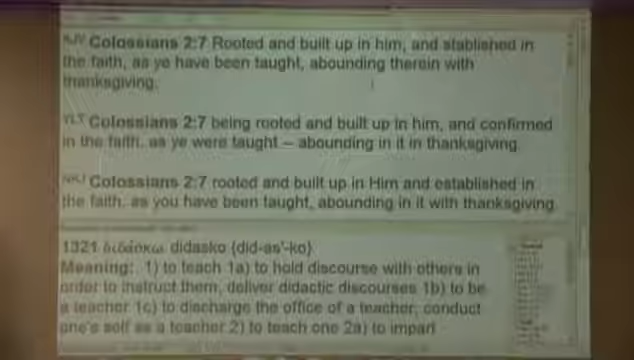 KJV Colossians 2:7 Rooted and built up in him, and stablished in
the faith, as ye have been taught, abounding therein with
thanksgiving.
YLT Colossians 2:7 being rooted and built up in him, and confirmed
in the faith, as ye were taught -- abounding in it in thanksgiving.
NKJ Colossians 2:7 rooted and built up in Him and established in
the faith, as you have been taught, abounding in it with thanksgiving.
1321 διδάσκω didasko {did-as'-ko}
Meaning: 1) to teach 1a) to hold discourse with others in
order to instruct them, deliver didactic discourses 1b) to be
a teacher 1c) to discharge the office of a teacher, conduct
one's self as a teacher 2) to teach one 2a) to impart